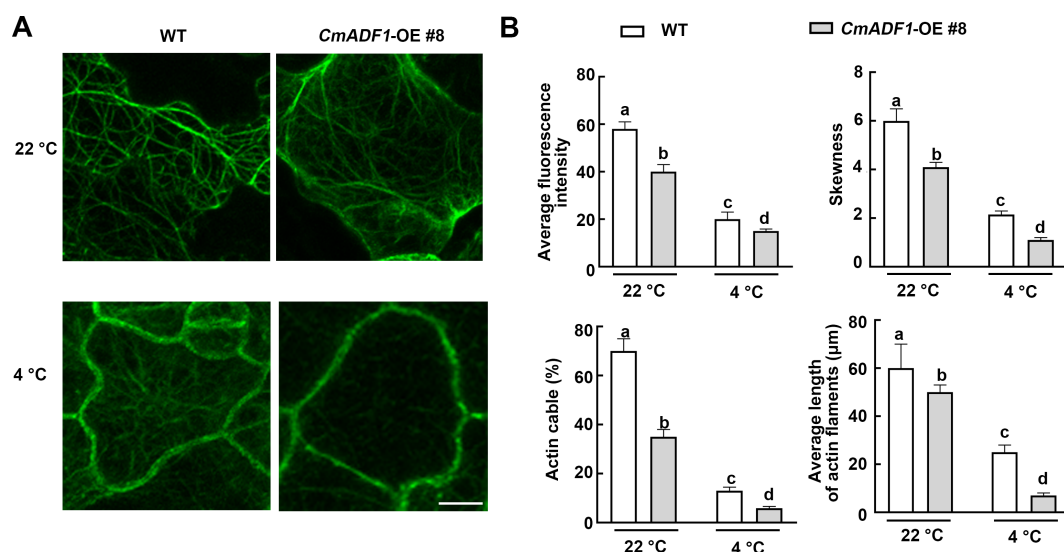 A
WT
CmADF1-OE #8
22 °C
4 °C
B
WT
CmADF1-OE #8
Average fluorescence
intensity
80
60
40
20
0
a
b
c
d
22 °C
4 °C
Skewness
8
6
4
2
0
a
b
c
d
22 °C
4 °C
Actin cable (%)
80
60
40
20
0
a
b
c
d
22 °C
4 °C
Average length
of actin filaments (µm)
80
60
40
20
0
a
b
c
d
22 °C
4 °C